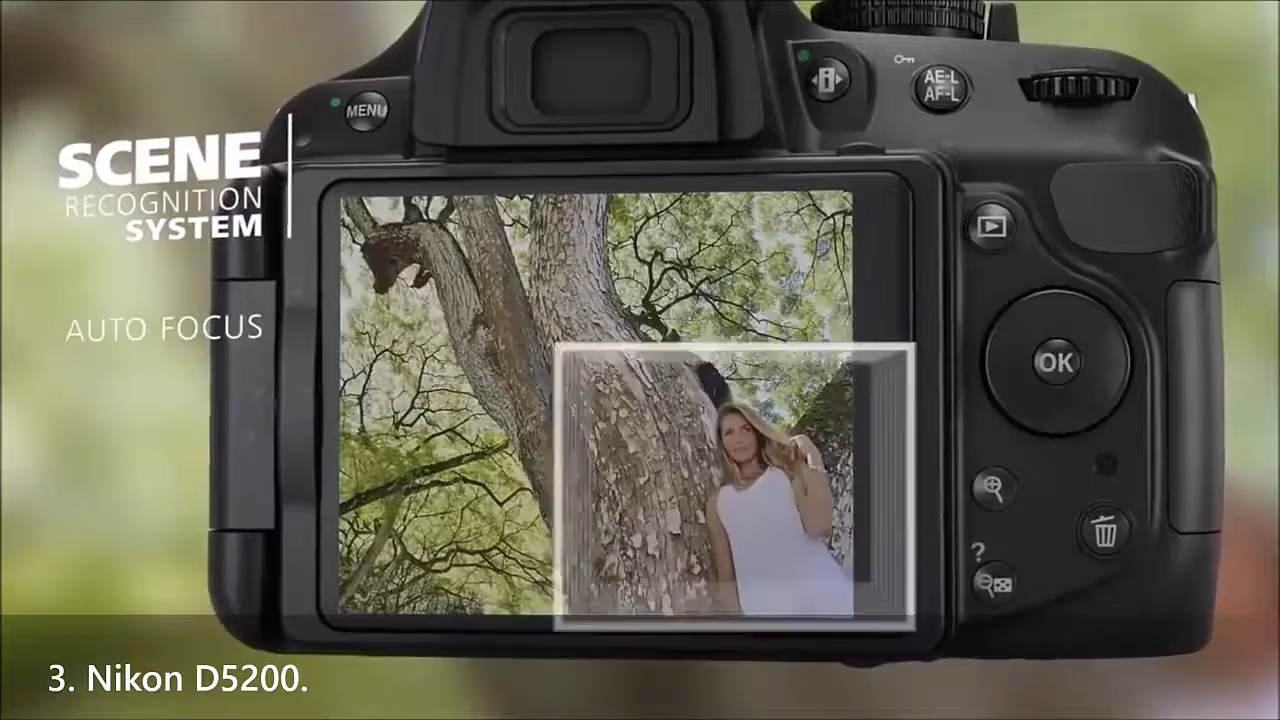 MENU
AE-L
AF-L
SCENE
RECOGNITION
SYSTEM
AUTO FOCUS
OK
?
3. Nikon D5200.